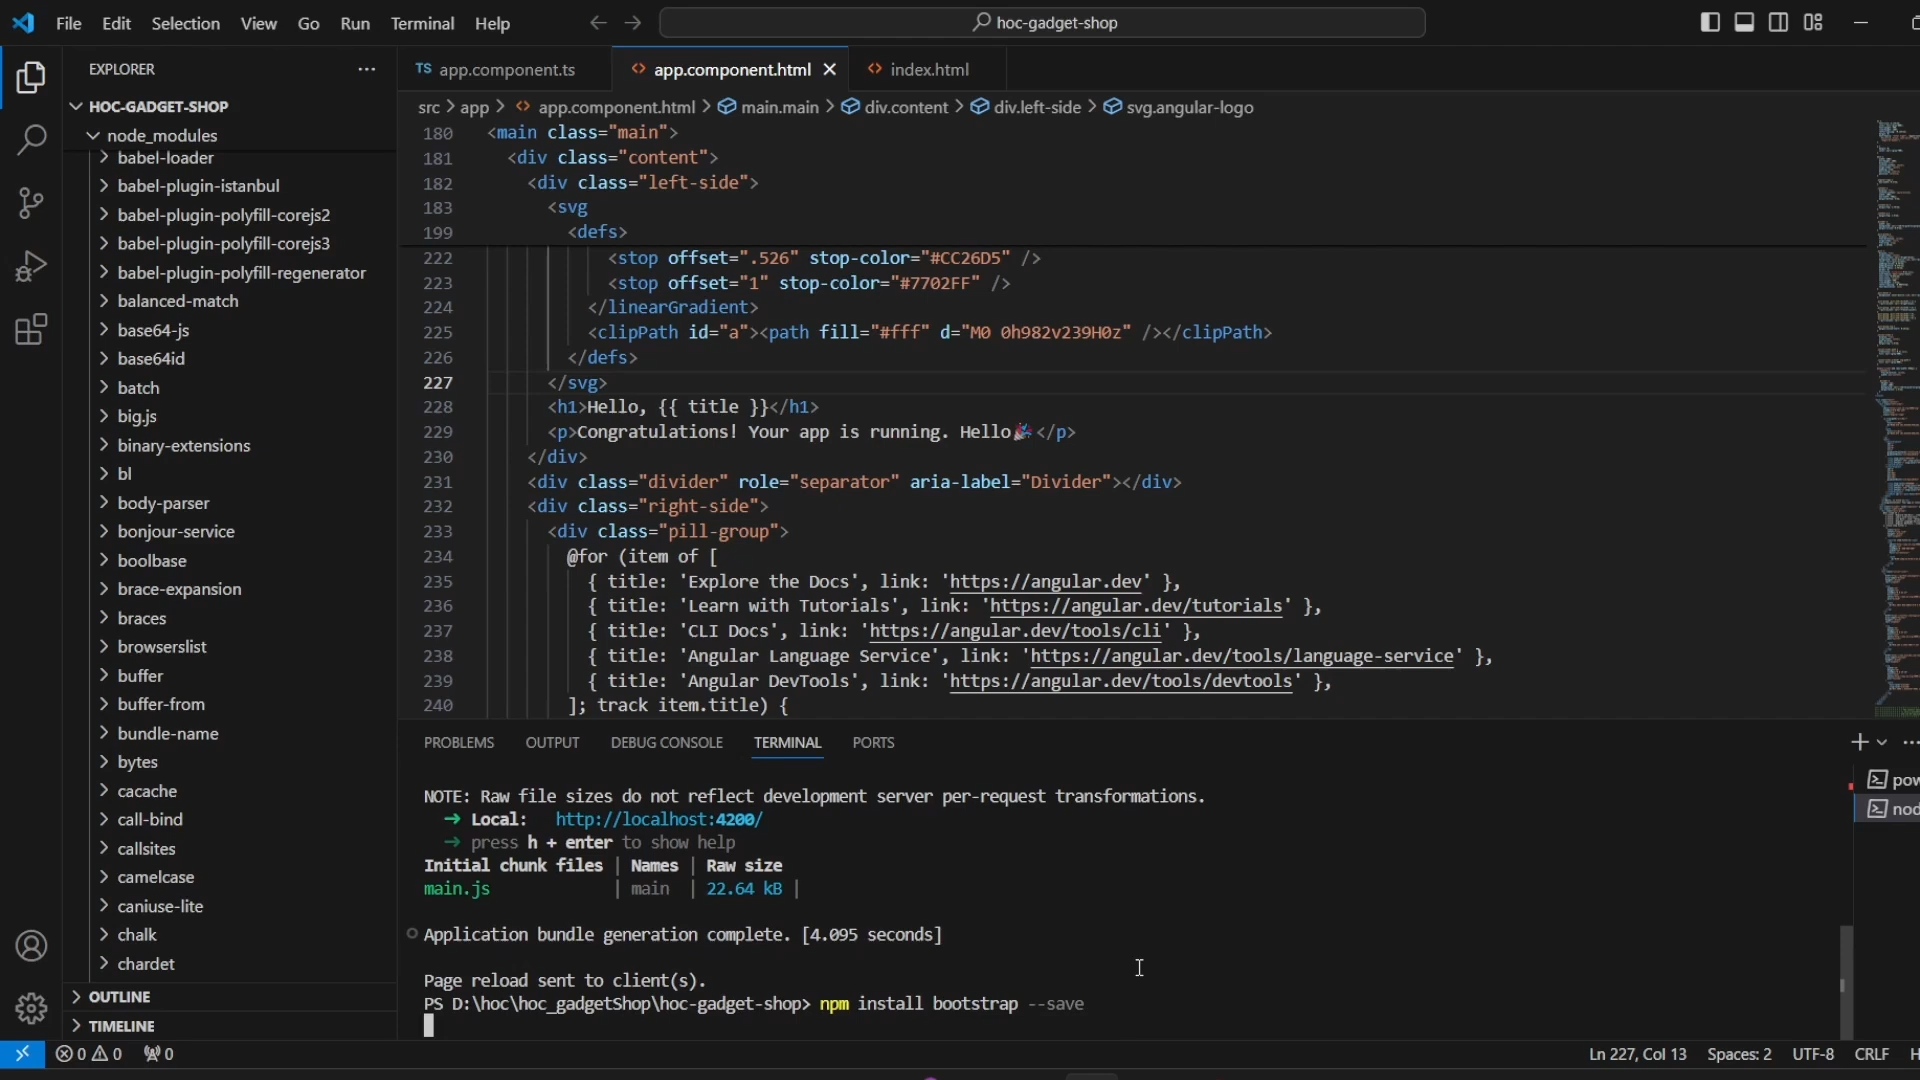 File Edit Selection View Go Run Terminal Help
hoc-gadget-shop
EXPLORER
HOC-GADGET-SHOP
node_modules
babel-loader
babel-plugin-istanbul
babel-plugin-polyfill-corejs2
babel-plugin-polyfill-corejs3
babel-plugin-polyfill-regenerator
balanced-match
base64-js
base64id
batch
big.js
binary-extensions
bl
body-parser
bonjour-service
boolbase
brace-expansion
braces
browserslist
buffer
buffer-from
bundle-name
bytes
cacache
call-bind
callsites
camelcase
caniuse-lite
chalk
chardet
OUTLINE
TIMELINE
TS app.component.ts
app.component.html
index.html
src > app > app.component.html > main.main > div.content > div.left-side > svg.angular-logo
180 <main class="main">
181 <div class="content">
182 <div class="left-side">
183 <svg
199 <defs>
222 <stop offset=".526" stop-color="#CC26D5" />
223 <stop offset="1" stop-color="#7702FF" />
224 </linearGradient>
225 <clipPath id="a"><path fill="#fff" d="M0 0h982v239H0z" /></clipPath>
226 </defs>
227 </svg>
228 <h1>Hello, {{ title }}</h1>
229 <p>Congratulations! Your app is running. Hello🎉</p>
230 </div>
231 <div class="divider" role="separator" aria-label="Divider"></div>
232 <div class="right-side">
233 <div class="pill-group">
234 @for (item of [
235 { title: 'Explore the Docs', link: 'https://angular.dev' },
236 { title: 'Learn with Tutorials', link: 'https://angular.dev/tutorials' },
237 { title: 'CLI Docs', link: 'https://angular.dev/tools/cli' },
238 { title: 'Angular Language Service', link: 'https://angular.dev/tools/language-service' },
239 { title: 'Angular DevTools', link: 'https://angular.dev/tools/devtools' },
240 ]; track item.title) {
PROBLEMS OUTPUT DEBUG CONSOLE TERMINAL PORTS
NOTE: Raw file sizes do not reflect development server per-request transformations.
➜ Local: http://localhost:4200/
➜ press h + enter to show help
Initial chunk files | Names | Raw size
main.js | main | 22.64 kB |
Application bundle generation complete. [4.095 seconds]
Page reload sent to client(s).
PS D:\hoc\hoc_gadgetShop\hoc-gadget-shop> npm install bootstrap --save
pow
nod
0 0 0
Ln 227, Col 13 Spaces: 2 UTF-8 CRLF H